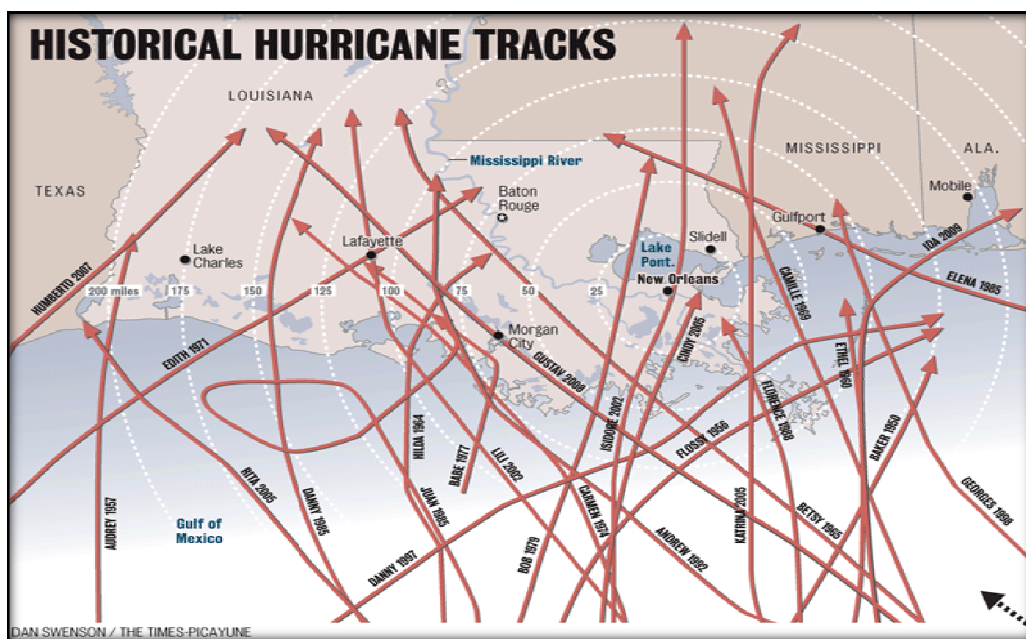 HISTORICAL HURRICANE TRACKS
LOUISIANA
MISSISSIPPI
ALA.
TEXAS
Mississippi River
Baton
Rouge
Mobile
Gulfport
Lafayette
Slidell
Lake
Pont.
Lake
Charles
New Orleans
IDA 2009
ELENA 1985
HUMBERTO 2007
CAMILLE 1969
200 miles
175
150
125
100
75
50
25
Morgan
City
EDITH 1971
CINDY 2005
GUSTAV 2008
ETHEL 1960
ISIDORE 2002
FLORENCE 1988
FLOSSY 1956
BAKER 1950
HILDA 1964
BABE 1977
LILI 2002
RITA 2005
DANNY 1985
JUAN 1985
CARMEN 1974
AUDREY 1957
KATRINA 2005
BETSY 1965
GEORGES 1998
Gulf of
Mexico
ANDREW 1992
BOB 1979
DANNY 1997
DAN SWENSON / THE TIMES-PICAYUNE